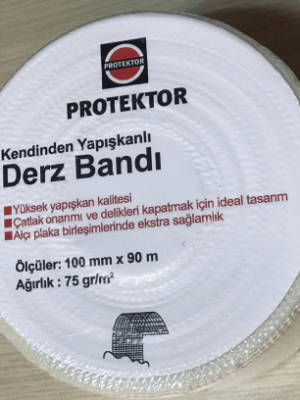 PROTEKTOR
PROTEKTOR
Kendinden Yapışkanlı
Derz Bandı
Yüksek yapışkan kalitesi
Çatlak onarımı ve delikleri kapatmak için ideal tasarım
Alçı plaka birleşimlerinde ekstra sağlamlık
Ölçüler: 100 mm x 90 m
Ağırlık : 75 gr/m²